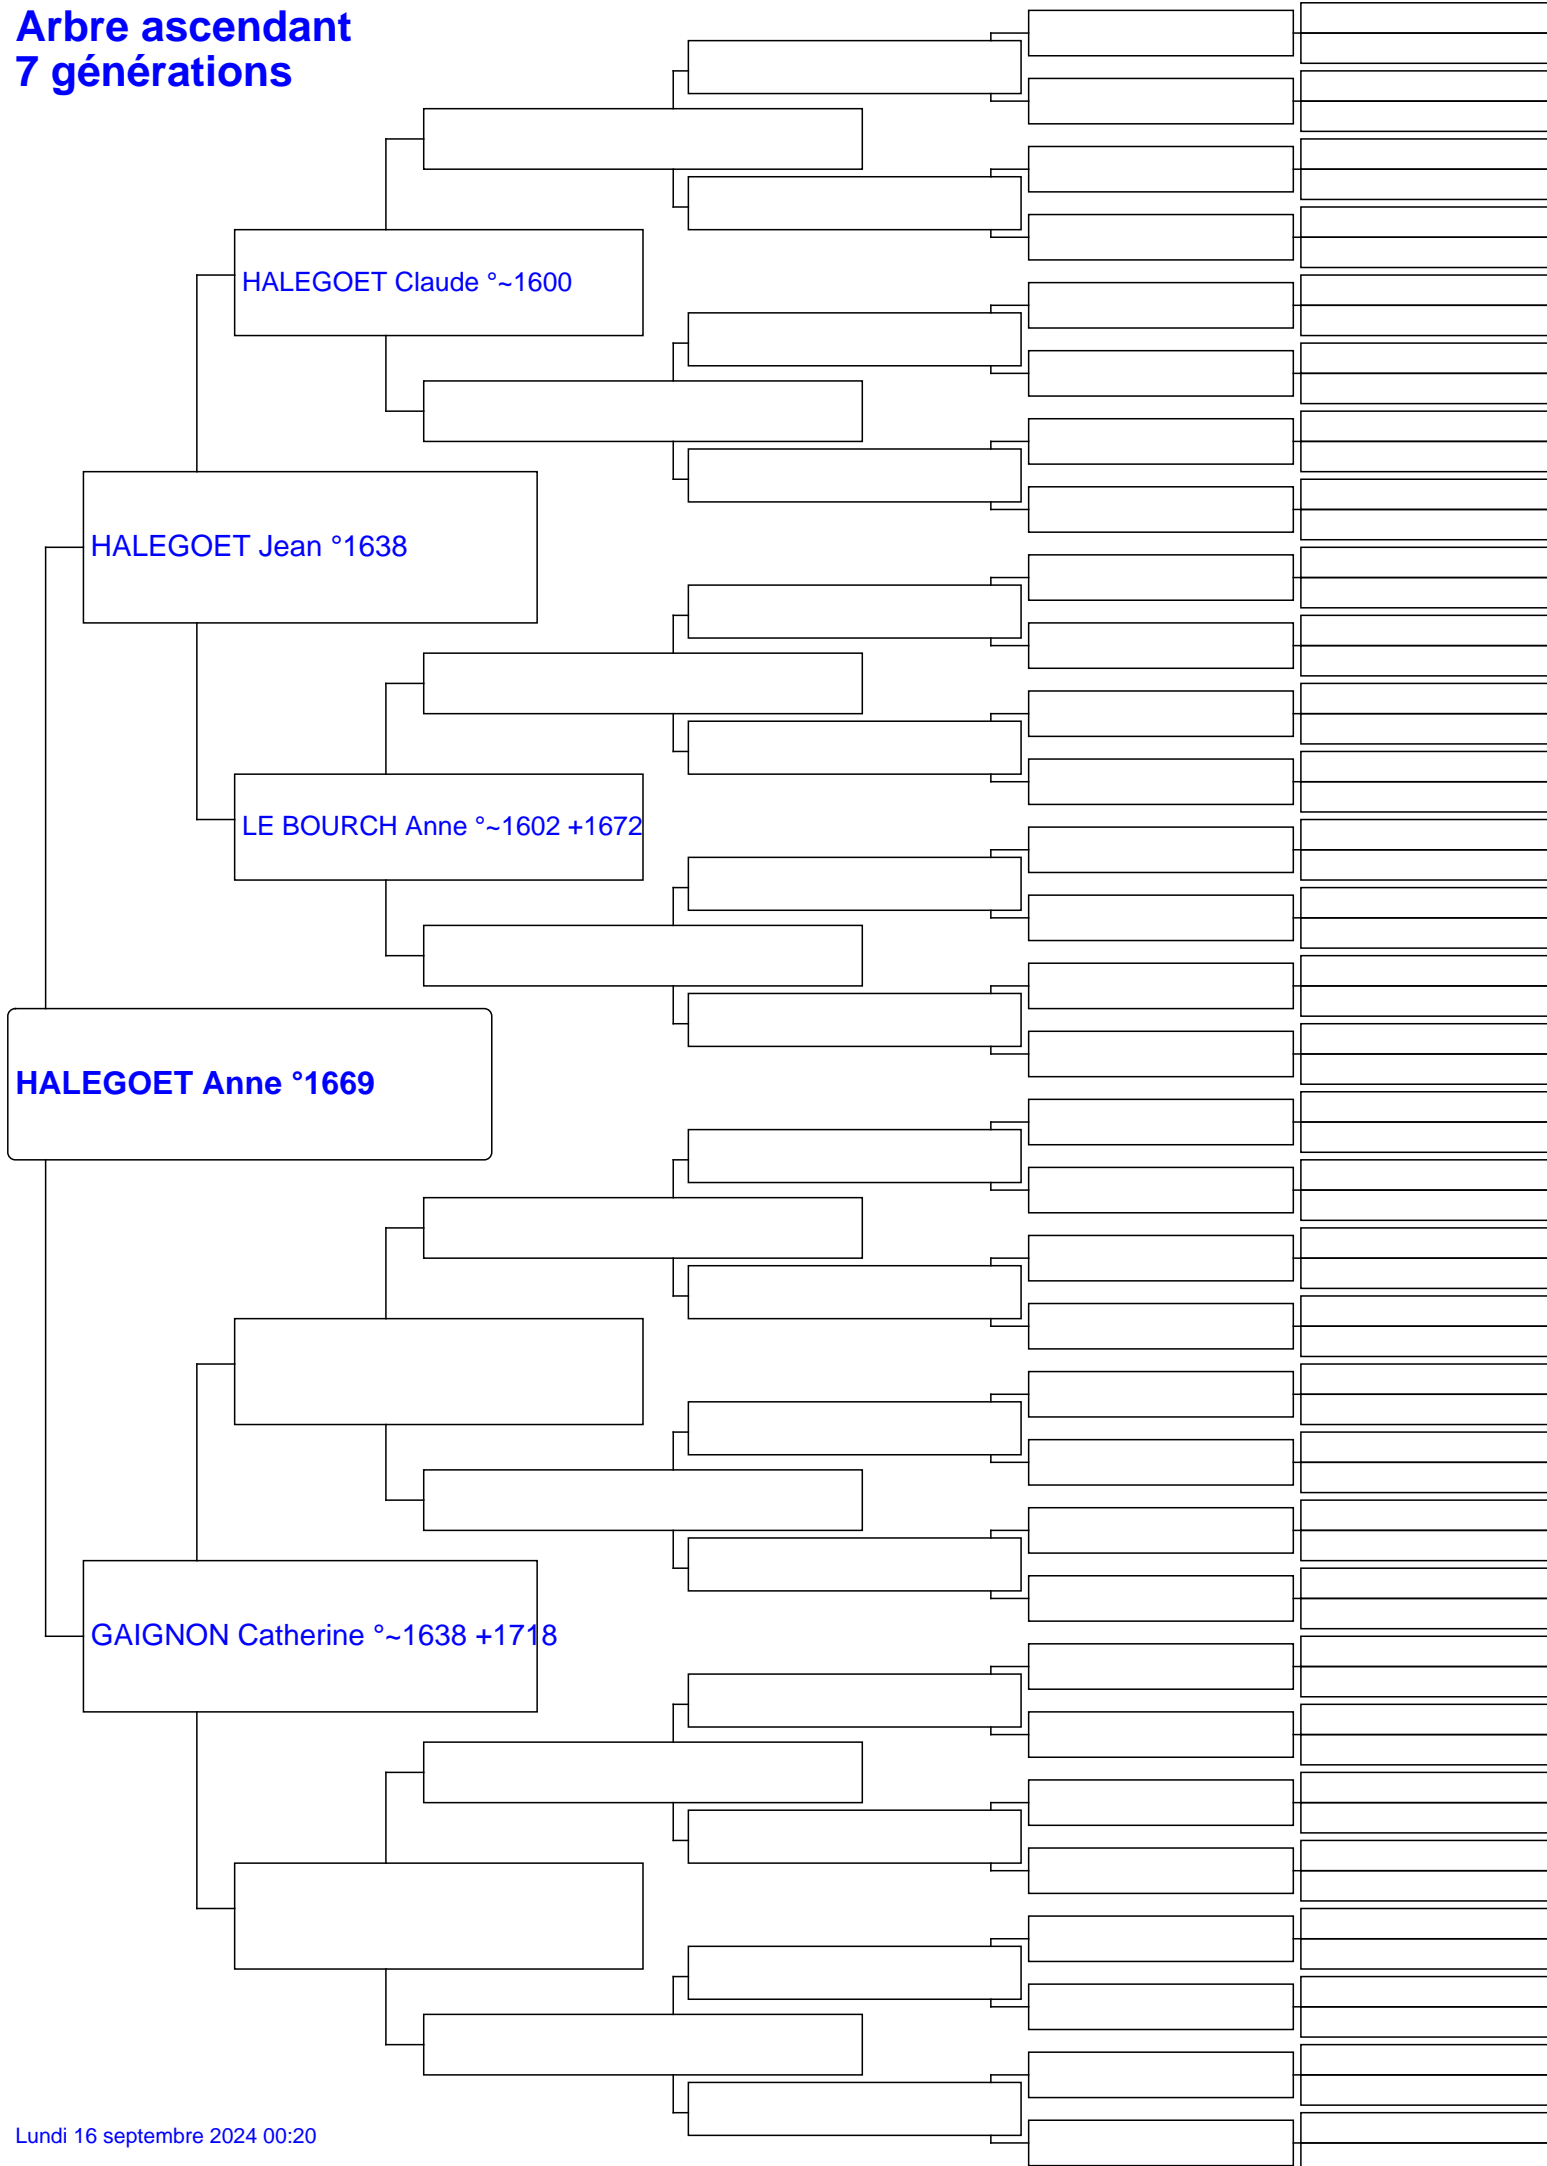 Arbre ascendant
7 générations
HALEGOET Claude °~1600
HALEGOET Jean °1638
LE BOURCH Anne °~1602 +1672
HALEGOET Anne °1669
GAIGNON Catherine °~1638 +1718
Lundi 16 septembre 2024 00:20